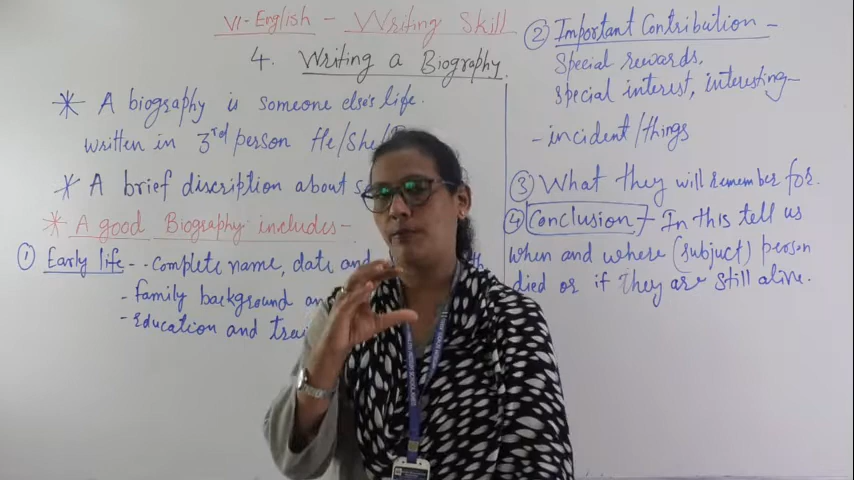 VI-English - Writing Skill
4. Writing a Biography
* A biography is someone else's life.
written in 3rd person He/She/
* A brief discription about
* A good Biography includes-
① Early life - - Complete name, date and
- family background
- education and
② Important Contribution -
Special rewards,
Special interest, interesting-
- incident/things
③ What they will remember for.
④ Conclusion - In this tell us
when and where (subject) person
died or if they are still alive.